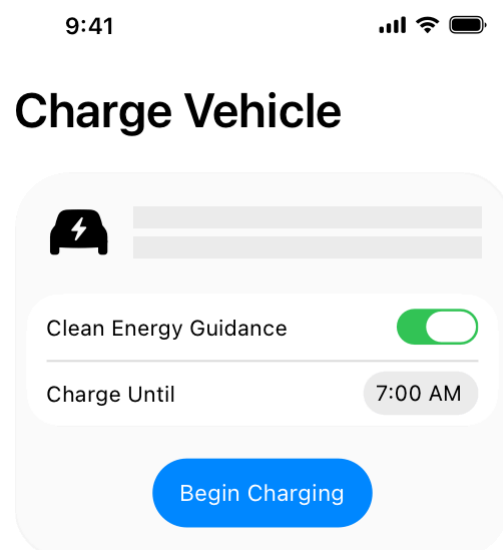 9:41
Charge Vehicle
Clean Energy Guidance
Charge Until 7:00 AM
Begin Charging